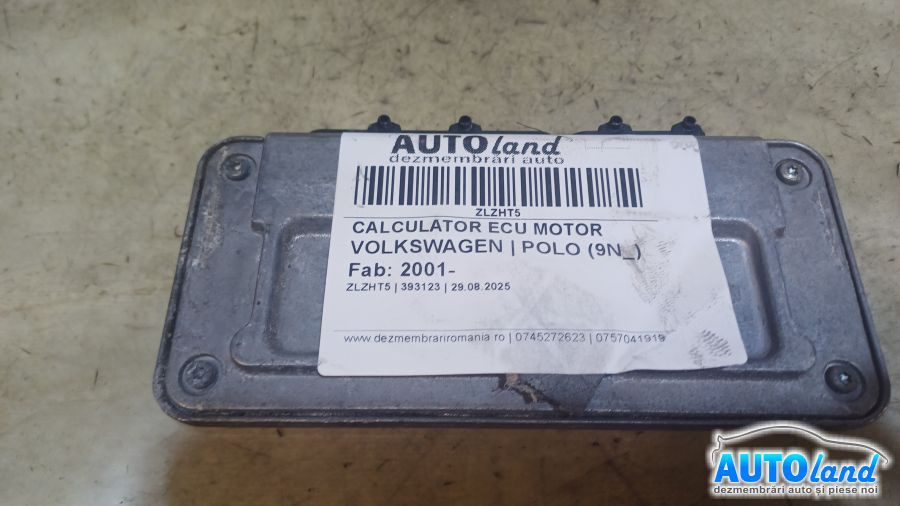 AUTOland
dezmembrări auto
ZLZHT5
CALCULATOR ECU MOTOR
VOLKSWAGEN | POLO (9N_)
Fab: 2001-
ZLZHT5 | 393123 | 29.08.2025
www.dezmembrariromania.ro | 0745272623 | 0757041919
AUTOland
dezmembrări auto și piese noi